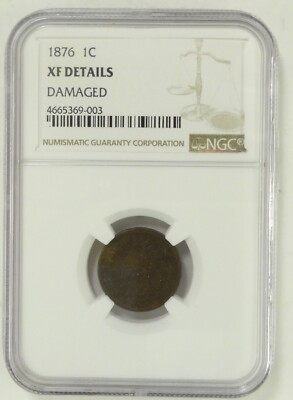 1876 1C
XF DETAILS
DAMAGED
4665369-003
NUMISMATIC GUARANTY CORPORATION NGC®